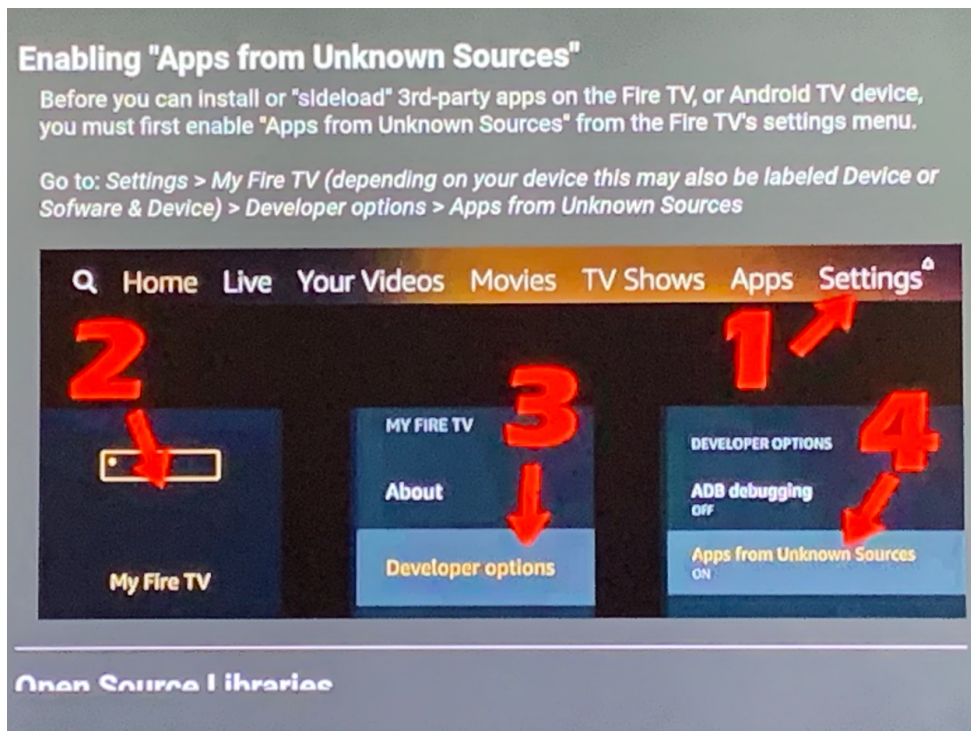 Enabling "Apps from Unknown Sources"
Before you can install or "sideload" 3rd-party apps on the Fire TV, or Android TV device,
you must first enable "Apps from Unknown Sources" from the Fire TV's settings menu.
Go to: Settings > My Fire TV (depending on your device this may also be labeled Device or
Sofware & Device) > Developer options > Apps from Unknown Sources
Home Live Your Videos Movies TV Shows Apps Settings
1
2
3
4
My Fire TV
MY FIRE TV
About
Developer options
DEVELOPER OPTIONS
ADB debugging
OFF
Apps from Unknown Sources
ON
Open Source Libraries